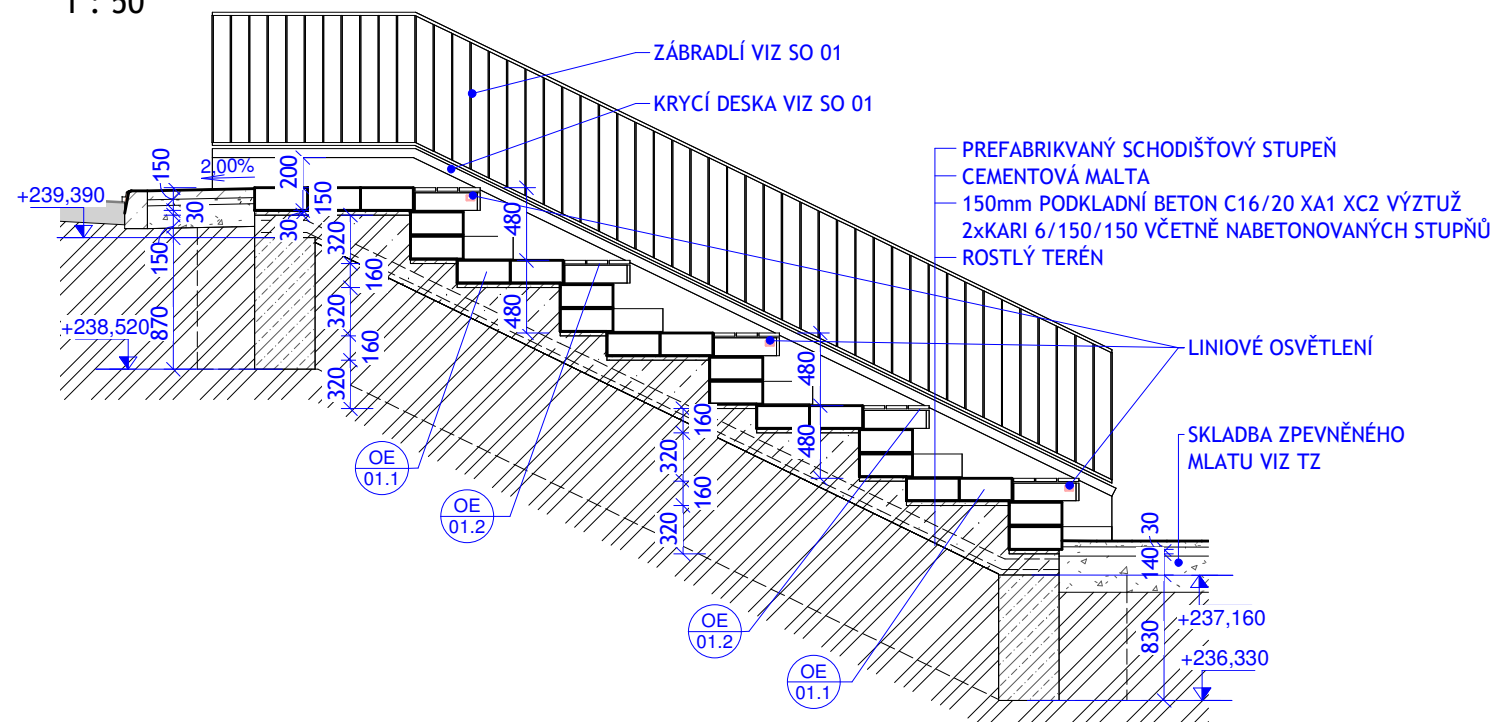 1 : 50
ZÁBRADLÍ VIZ SO 01
KRYCÍ DESKA VIZ SO 01
PREFABRIKVANÝ SCHODIŠŤOVÝ STUPEŇ
CEMENTOVÁ MALTA
150mm PODKLADNÍ BETON C16/20 XA1 XC2 VÝZTUŽ
2xKARI 6/150/150 VČETNĚ NABETONOVANÝCH STUPŇŮ
ROSTLÝ TERÉN
150
2,00%
200
+239,390
30
150
30
480
320
150
160
320
480
+238,520
870
160
320
LINIOVÉ OSVĚTLENÍ
480
160
480
320
SKLADBA ZPEVNĚNÉHO
MLATU VIZ TZ
OE
01.1
OE
01.2
160
320
30
140
+237,160
830
OE
01.2
+236,330
OE
01.1